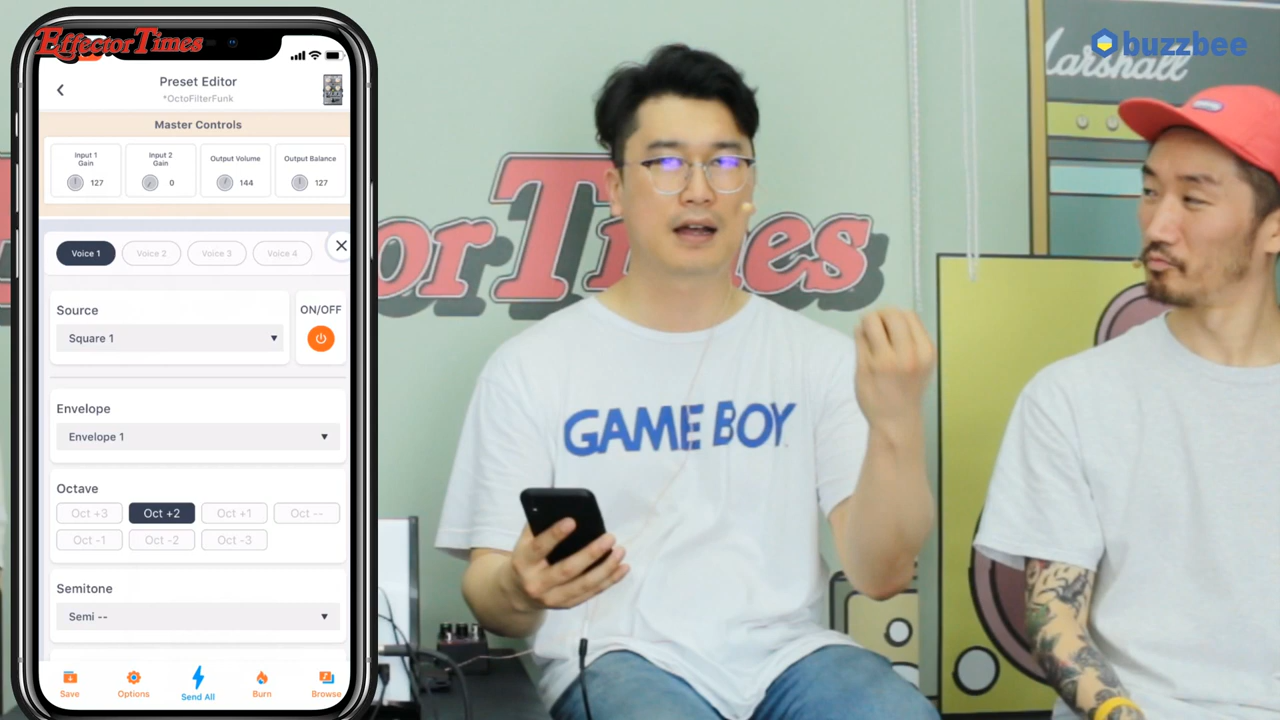 Effector Times
buzzbee
Preset Editor
*OctoFilterFunk
Master Controls
Input 1 Gain
127
Input 2 Gain
0
Output Volume
144
Output Balance
127
Voice 1
Voice 2
Voice 3
Voice 4
Source
ON/OFF
Square 1
Envelope
Envelope 1
Octave
Oct +3
Oct +2
Oct +1
Oct --
Oct -1
Oct -2
Oct -3
Semitone
Semi --
Save
Options
Send All
Burn
Browse
or Times
GAME BOY
Marshall